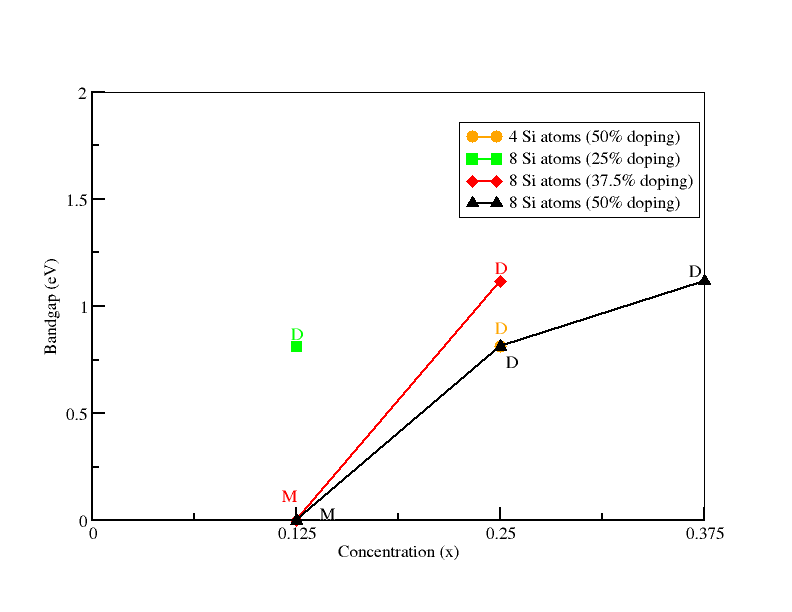 2
4 Si atoms (50% doping)
8 Si atoms (25% doping)
8 Si atoms (37.5% doping)
8 Si atoms (50% doping)
1.5
D
D
1
D
D
D
0.5
M
M
0
0
0.125
0.25
0.375
Bandgap (eV)
Concentration (x)